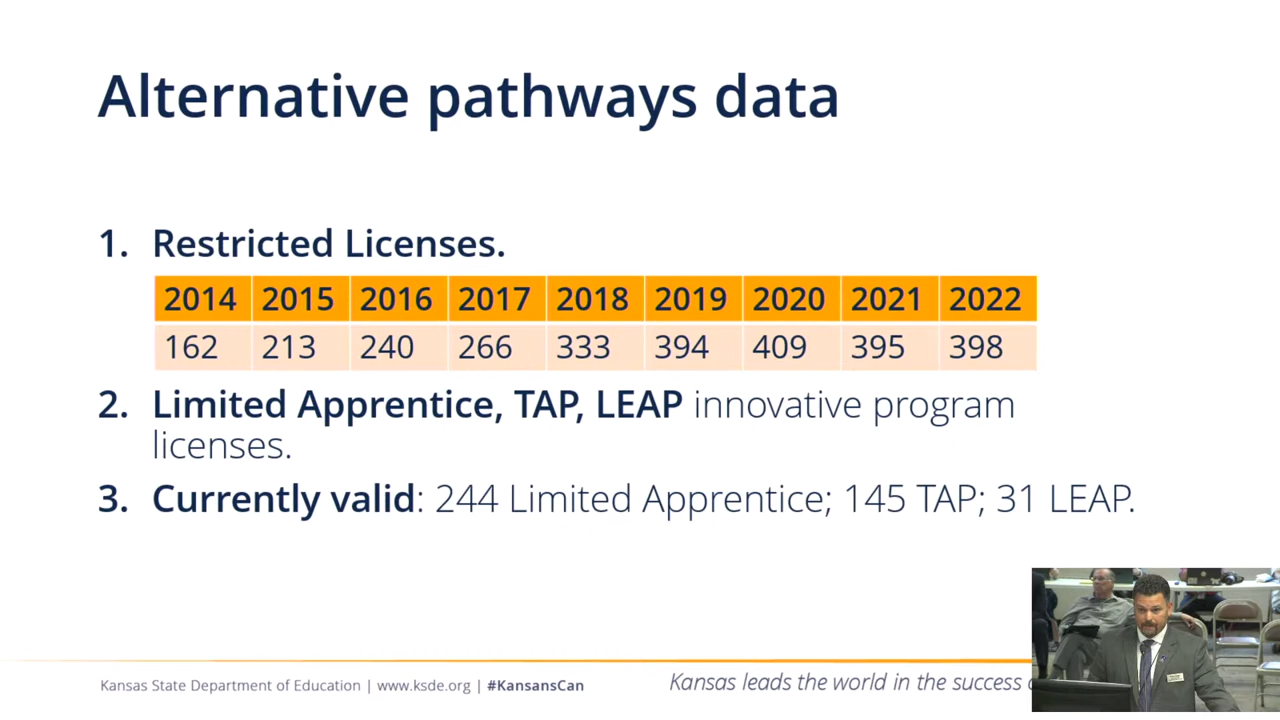 Alternative pathways data
1. Restricted Licenses.
2014 2015 2016 2017 2018 2019 2020 2021 2022
162 213 240 266 333 394 409 395 398
2. Limited Apprentice, TAP, LEAP innovative program
licenses.
3. Currently valid: 244 Limited Apprentice; 145 TAP; 31 LEAP.
Kansas State Department of Education | www.ksde.org | #KansansCan
Kansas leads the world in the success